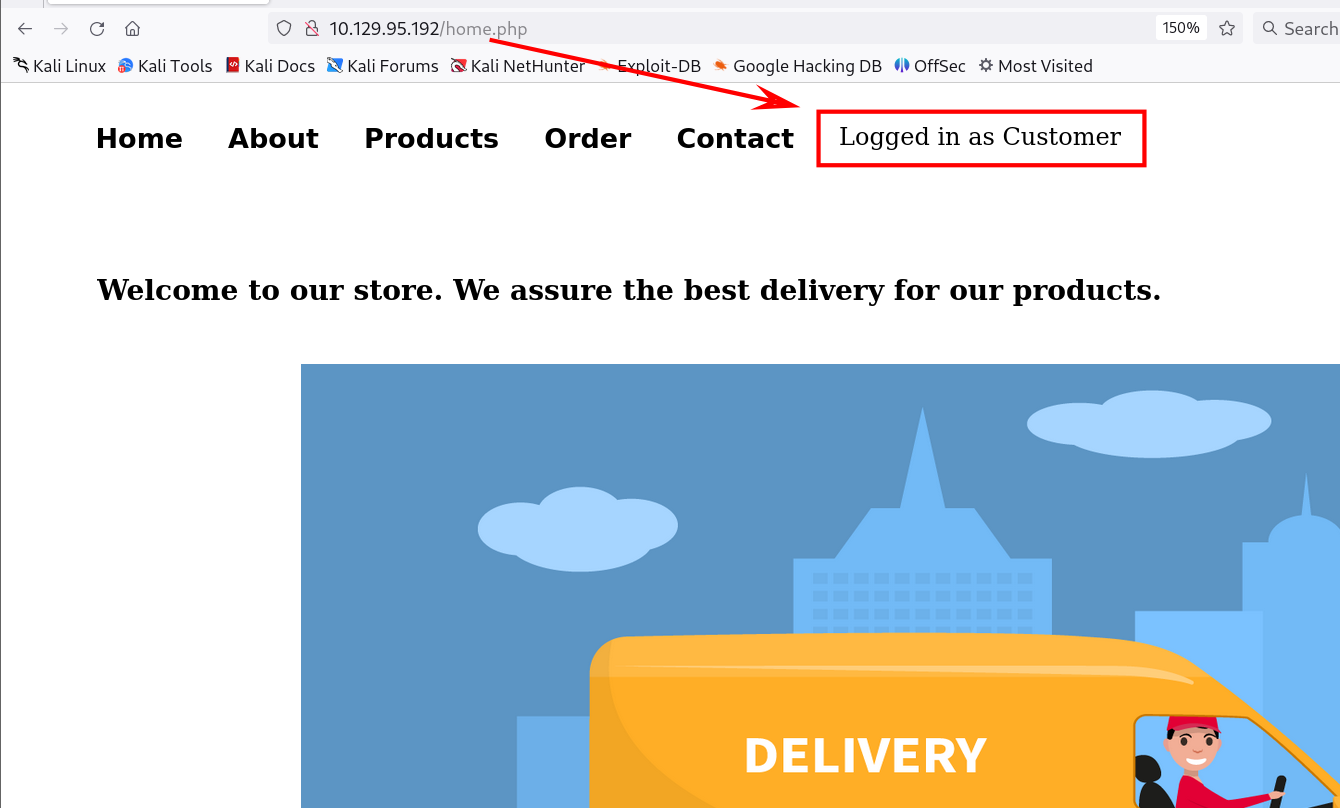 10.129.95.192/home.php 150% Search
Kali Linux Kali Tools Kali Docs Kali Forums Kali NetHunter Exploit-DB Google Hacking DB OffSec Most Visited
Home About Products Order Contact Logged in as Customer
Welcome to our store. We assure the best delivery for our products.
DELIVERY